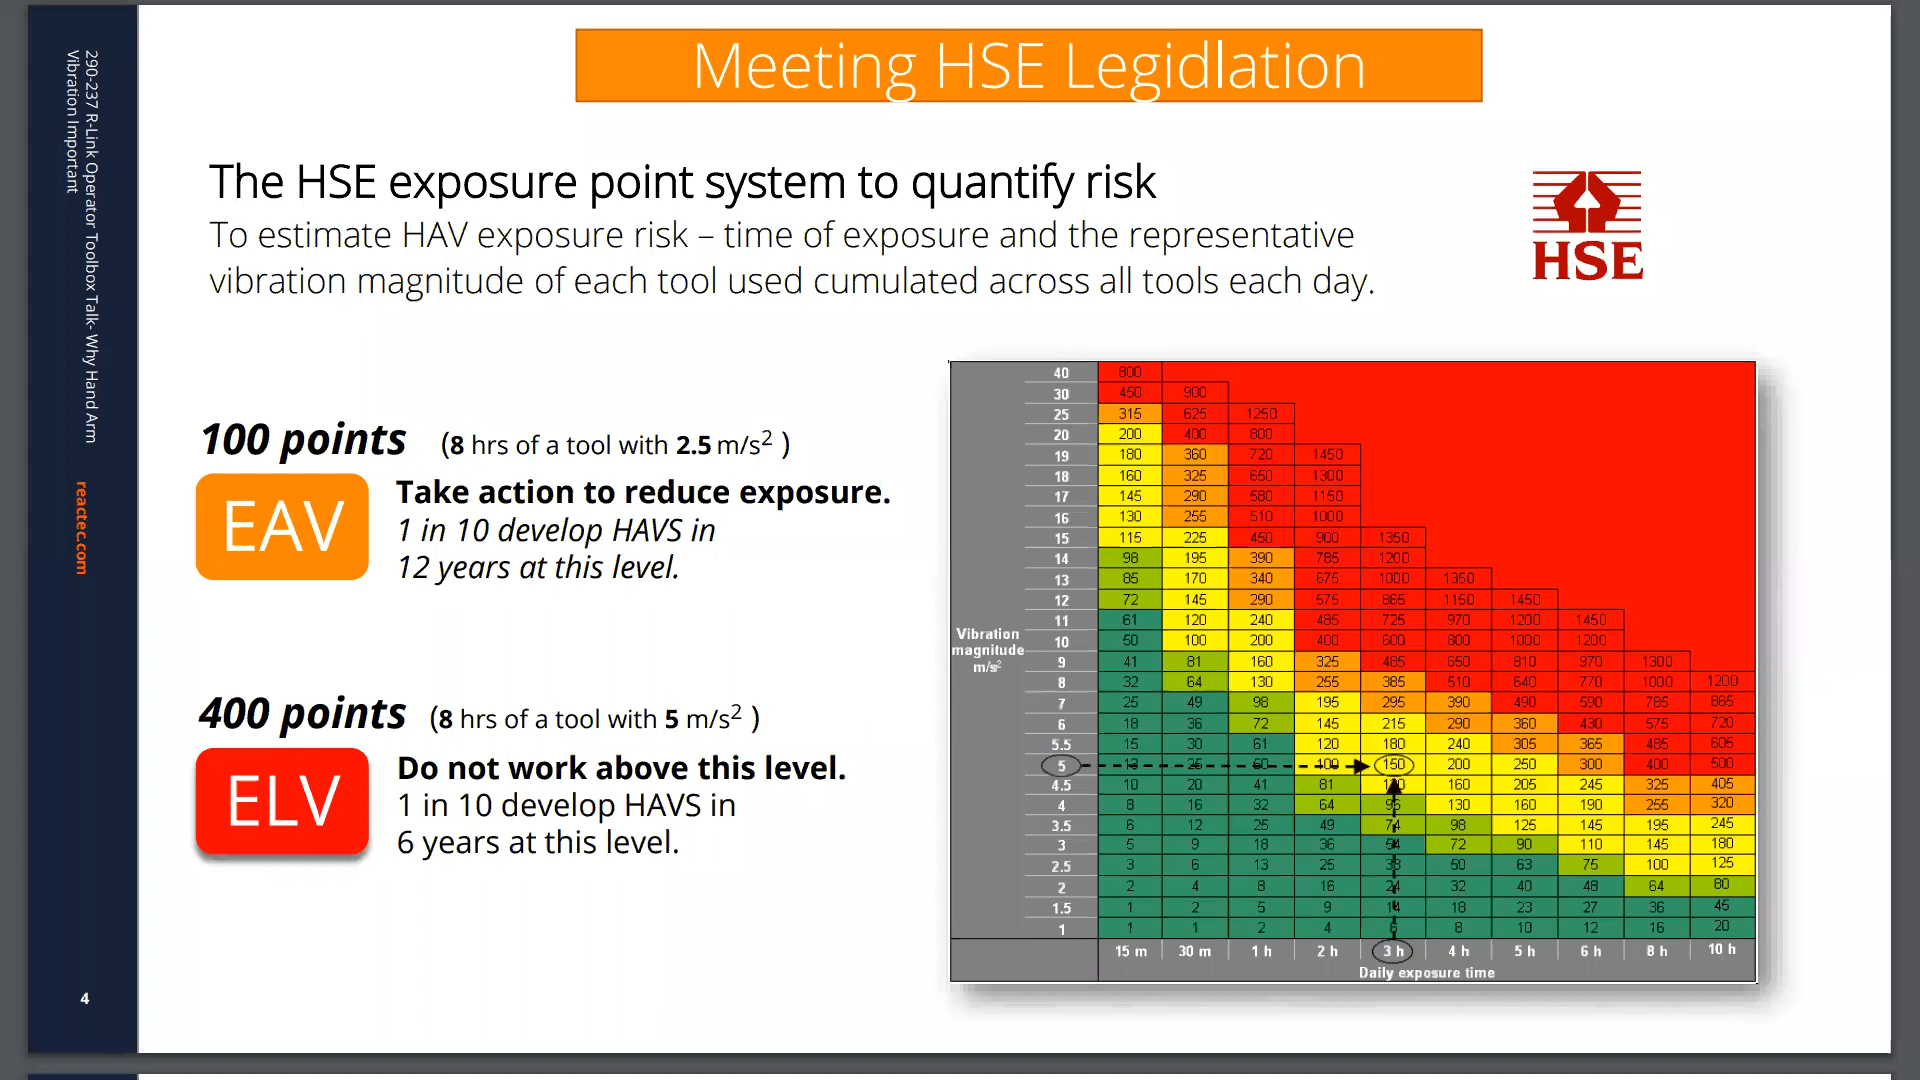 Meeting HSE Legidlation
290-237 R-Link Operator Toolbox Talk- Why Hand Arm
Vibration Important
reactec.com
4
The HSE exposure point system to quantify risk
To estimate HAV exposure risk – time of exposure and the representative
vibration magnitude of each tool used cumulated across all tools each day.
HSE
100 points (8 hrs of a tool with 2.5 m/s² )
EAV
Take action to reduce exposure.
1 in 10 develop HAVS in
12 years at this level.
400 points (8 hrs of a tool with 5 m/s² )
ELV
Do not work above this level.
1 in 10 develop HAVS in
6 years at this level.
Vibration
magnitude
m/s²
40 800
30 450 900
25 315 625 1250
20 200 400 800
19 180 360 720 1450
18 160 325 650 1300
17 145 290 580 1150
16 130 255 510 1000
15 115 225 450 900 1350
14 98 195 390 785 1200
13 85 170 340 675 1000 1350
12 72 145 290 575 865 1150 1450
11 61 120 240 485 725 970 1200 1450
10 50 100 200 400 600 800 1000 1200
9 41 81 160 325 485 650 810 970 1300
8 32 64 130 255 385 510 640 770 1000 1200
7 25 49 98 195 295 390 490 590 785 865
6 18 36 72 145 215 290 360 430 575 720
5.5 15 30 61 120 180 240 305 365 485 605
5 13 25 50 100 150 200 250 300 400 500
4.5 10 20 41 81 120 160 205 245 325 405
4 8 16 32 64 96 130 160 190 255 320
3.5 6 12 25 49 74 98 125 145 195 245
3 5 9 18 36 54 72 90 110 145 180
2.5 3 6 13 25 38 50 63 75 100 125
2 2 4 8 16 24 32 40 48 64 80
1.5 1 2 5 9 14 18 23 27 36 45
1 1 1 2 4 6 8 10 12 16 20
15 m 30 m 1 h 2 h 3 h 4 h 5 h 6 h 8 h 10 h
Daily exposure time